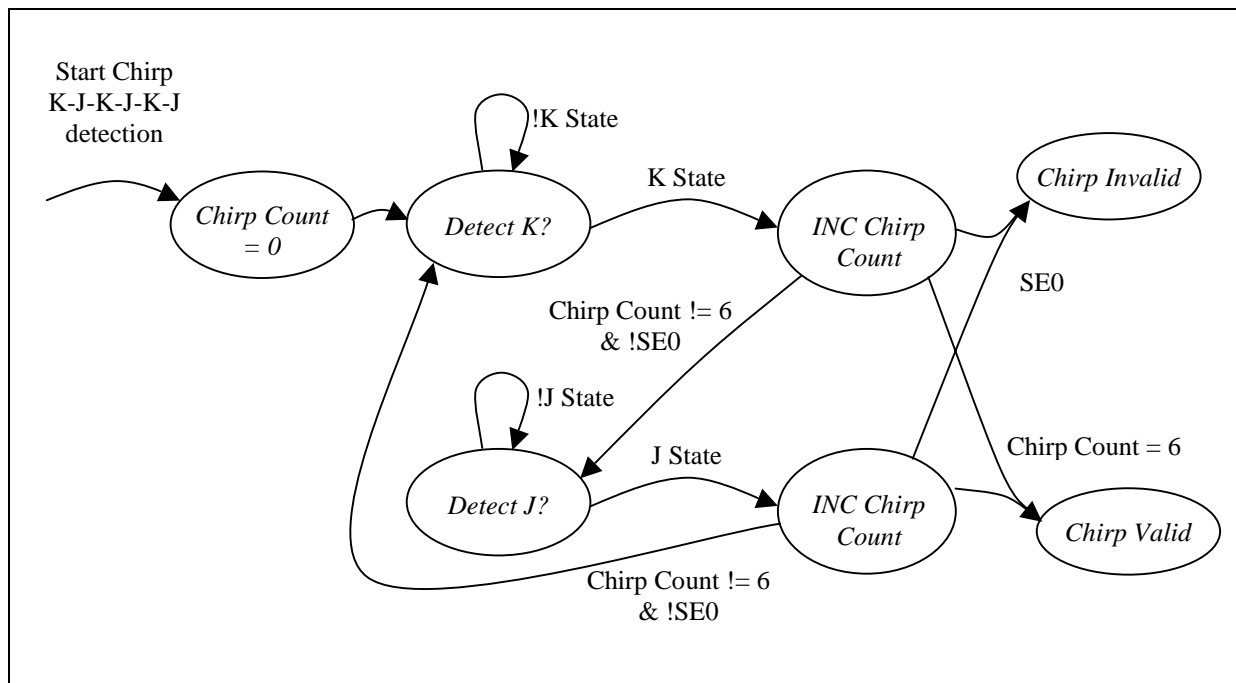 Start Chirp
K-J-K-J-K-J
detection
!K State
Chirp Count
= 0
Detect K?
K State
INC Chirp
Count
Chirp Invalid
SE0
Chirp Count != 6
& !SE0
!J State
Detect J?
J State
INC Chirp
Count
Chirp Count = 6
Chirp Valid
Chirp Count != 6
& !SE0